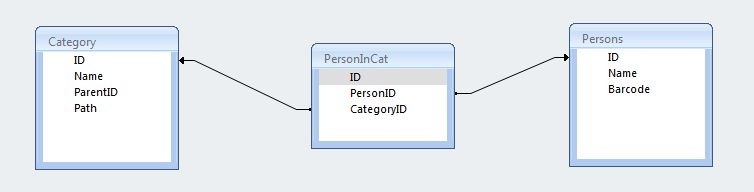 Category
ID
Name
ParentID
Path
PersonInCat
ID
PersonID
CategoryID
Persons
ID
Name
Barcode